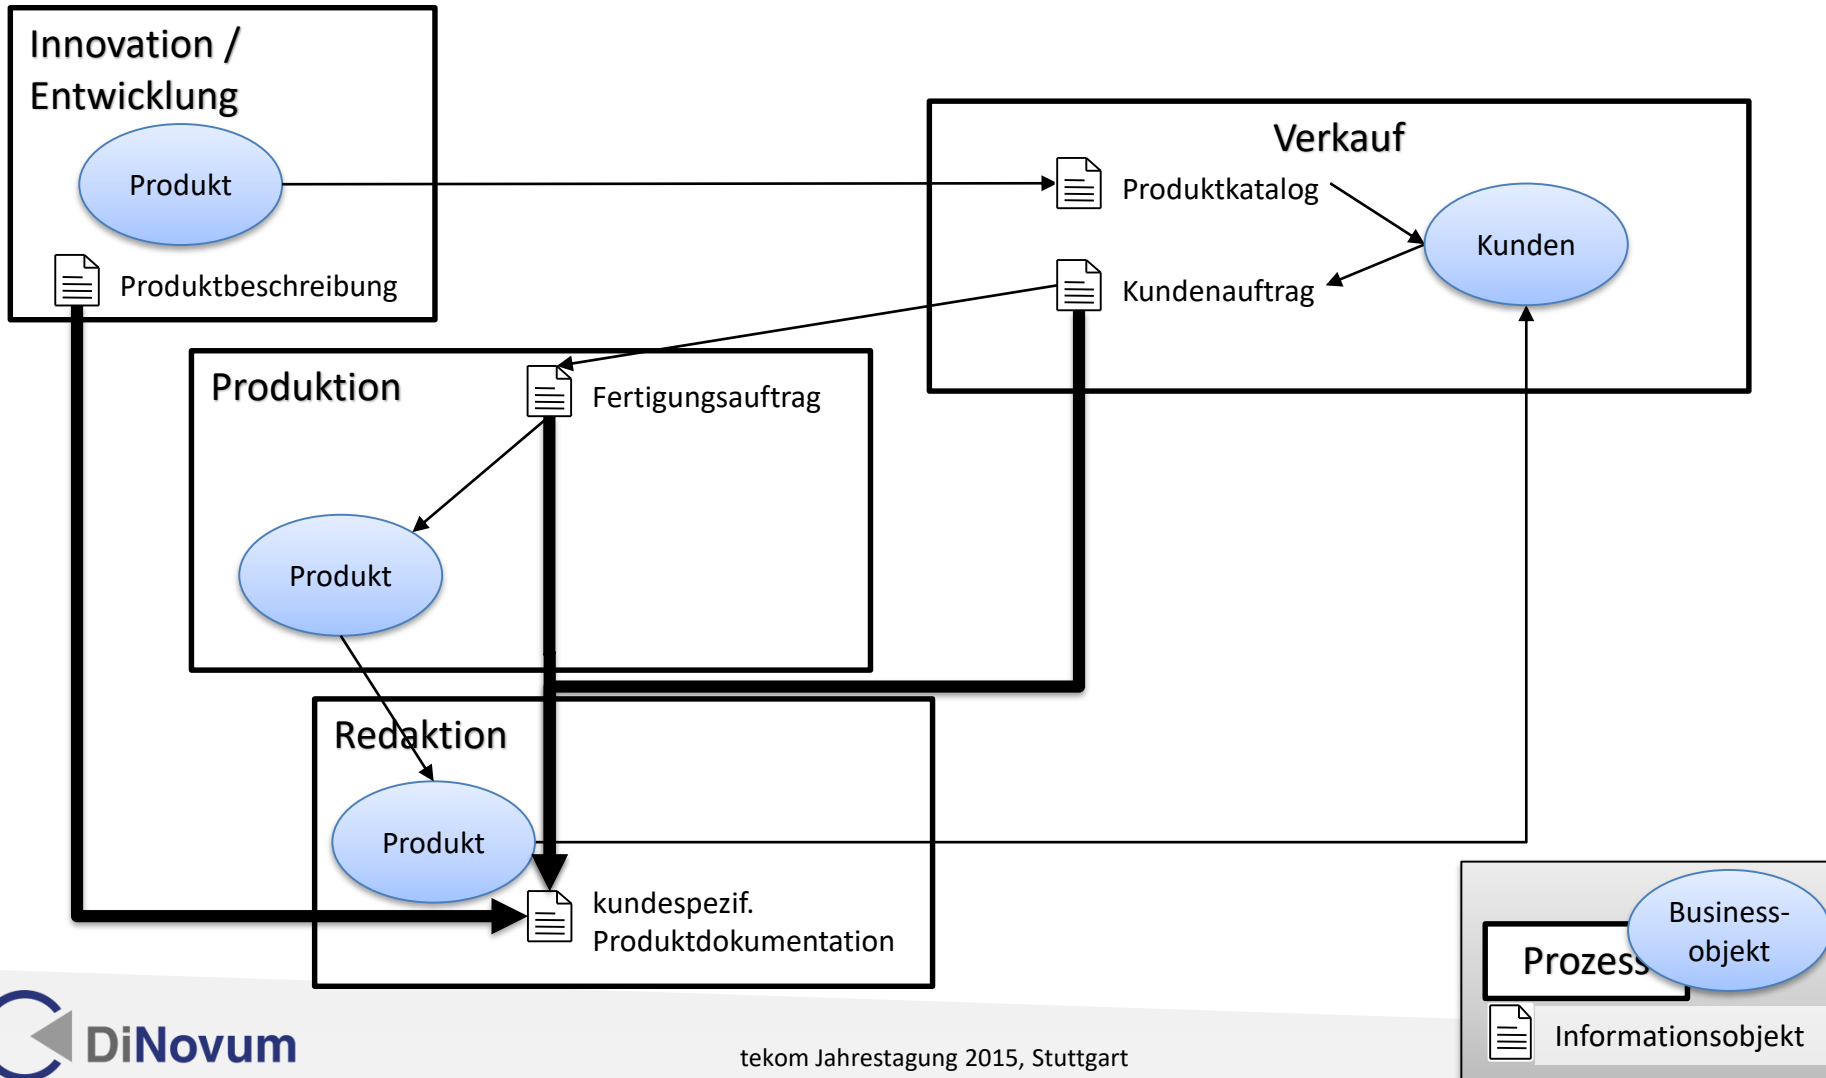 Innovation /
Entwicklung
Produkt
Produktbeschreibung
Verkauf
Produktkatalog
Kunden
Kundenauftrag
Produktion
Fertigungsauftrag
Produkt
Redaktion
Produkt
kundespezif.
Produktdokumentation
Business-
objekt
Prozess
Informationsobjekt
DiNovum
tekom Jahrestagung 2015, Stuttgart